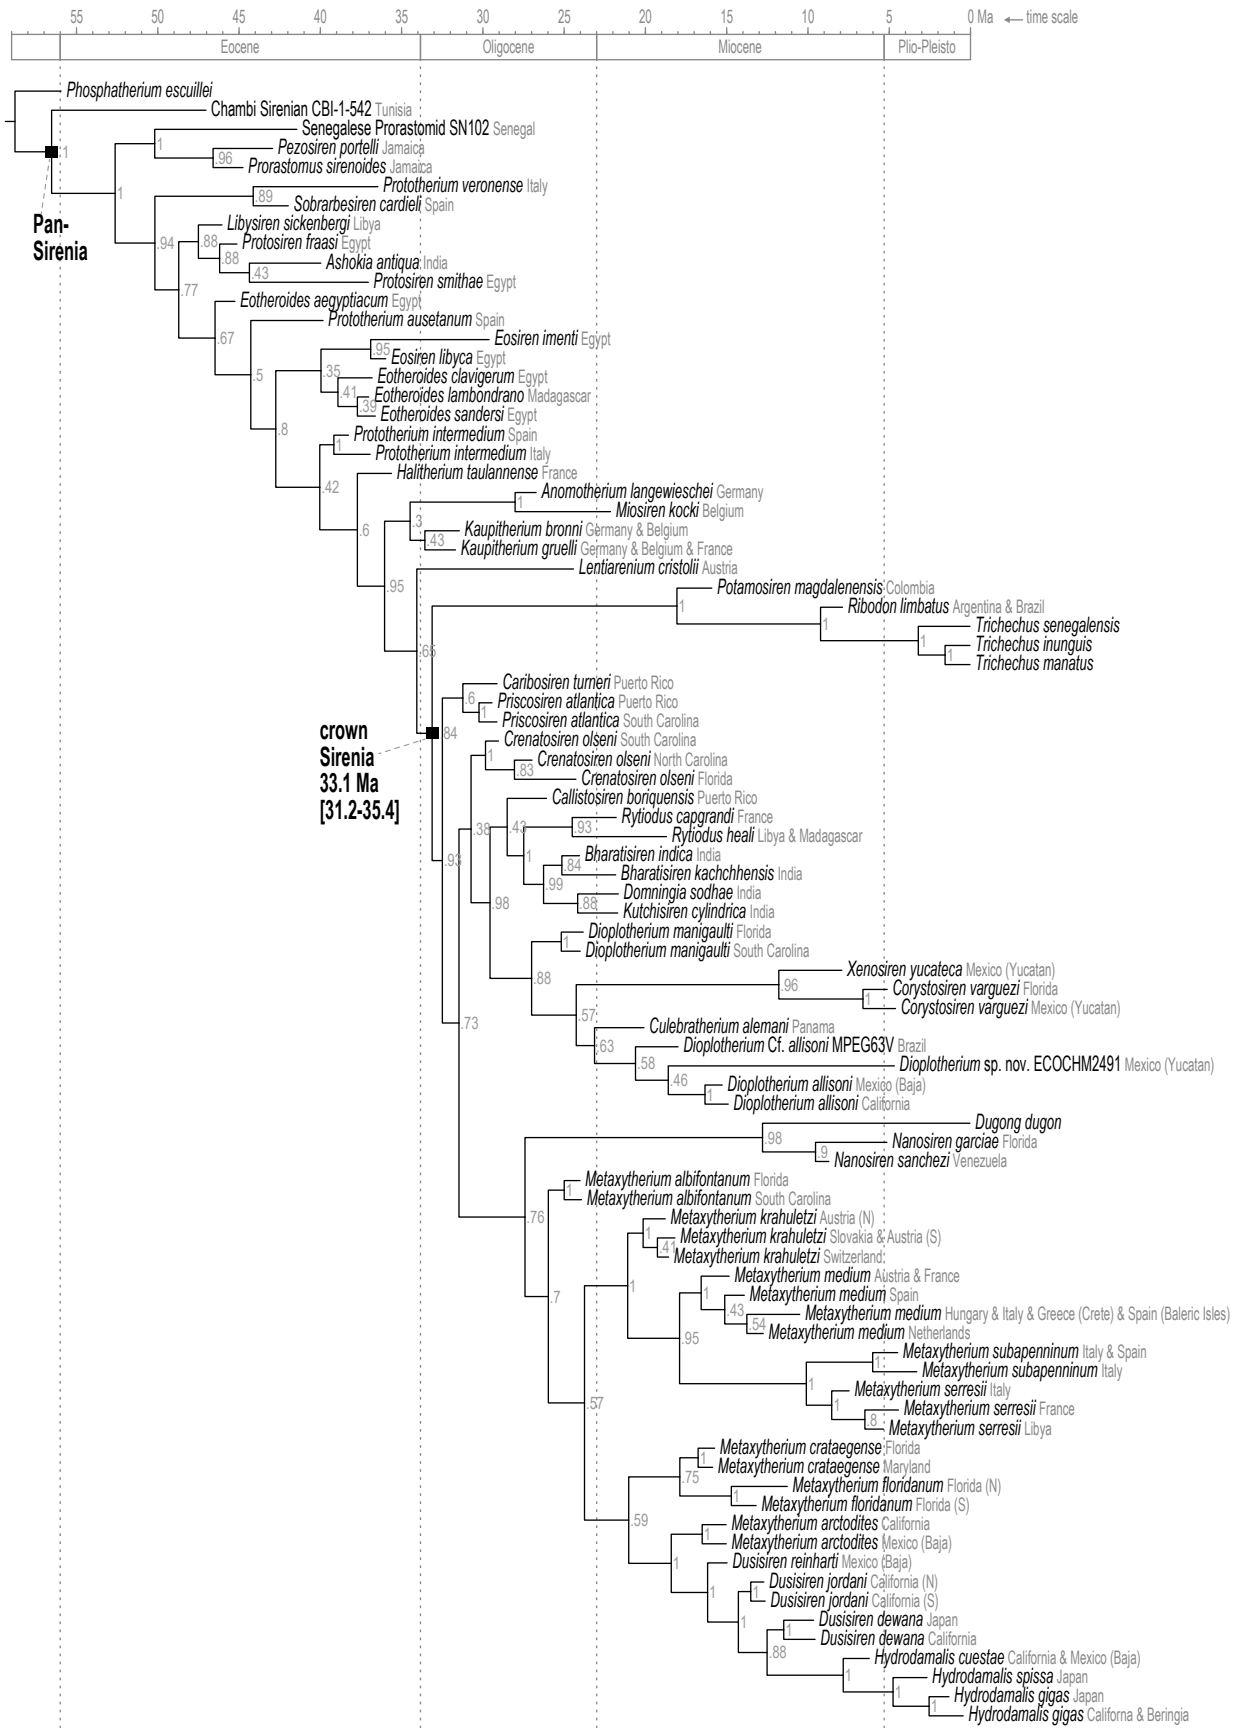 55 50 45 40 35 30 25 20 15 10 5 0 Ma time scale
Eocene Oligocene Miocene Plio-Pleisto
Phosphatherium escuillei
Chambi Sirenian CBI-1-542 Tunisia
Senegalese Prorastomid SN102 Senegal
1
Pezosiren portelli Jamaica
1
.96
Prorastomus sirenoides Jamaica
Prototherium veronense Italy
1
.89
Sobrarbesiren cardieli Spain
Pan-
Sirenia
Libysiren sickenbergi Libya
.94
.88
Protosiren fraasi Egypt
.88
Ashokia antiqua India
.43
Protosiren smithae Egypt
.77
Eotheroides aegyptiacum Egypt
Prototherium ausetanum Spain
.67
Eosiren imenti Egypt
.95
Eosiren libyca Egypt
.35
.5
Eotheroides clavigerum Egypt
.41
Eotheroides lambondrano Madagascar
.39
Eotheroides sandersi Egypt
.8
Prototherium intermedium Spain
1
Prototherium intermedium Italy
Halitherium taulannense France
.42
Anomotherium langewieschei Germany
1
Miosiren kocki Belgium
.3
.6
Kaupitherium bronni Germany & Belgium
.43
Kaupitherium gruelli Germany & Belgium & France
Lentiarenium cristolii Austria
.95
Potamosiren magdalenensis Colombia
1
Ribodon limbatus Argentina & Brazil
1
Trichechus senegalensis
1
Trichechus inunguis
.65
1
Trichechus manatus
Caribosiren turneri Puerto Rico
.6
Priscosiren atlantica Puerto Rico
1
Priscosiren atlantica South Carolina
crown
Sirenia
33.1 Ma
[31.2-35.4]
.84
Crenatosiren olseni South Carolina
1
Crenatosiren olseni North Carolina
.83
Crenatosiren olseni Florida
Callistosiren boriquensis Puerto Rico
Rytiodus capgrandi France
.38
.43
.93
Rytiodus heali Libya & Madagascar
1
Bharatisiren indica India
.93
.84
Bharatisiren kachchhensis India
.99
Domningia sodhae India
.98
.88
Kutchisiren cylindrica India
Dioplotherium manigaulti Florida
1
Dioplotherium manigaulti South Carolina
Xenosiren yucateca Mexico (Yucatan)
.88
.96
Corystosiren varguezi Florida
1
Corystosiren varguezi Mexico (Yucatan)
.73
.57
Culebratherium alemani Panama
.63
Dioplotherium Cf. allisoni MPEG63V Brazil
.58
Dioplotherium sp. nov. ECOCHM2491 Mexico (Yucatan)
.46
Dioplotherium allisoni Mexico (Baja)
1
Dioplotherium allisoni California
Dugong dugon
.98
Nanosiren garciae Florida
.9
Nanosiren sanchezi Venezuela
Metaxytherium albifontanum Florida
1
Metaxytherium albifontanum South Carolina
.76
Metaxytherium krahuletzi Austria (N)
1
Metaxytherium krahuletzi Slovakia & Austria (S)
.41
Metaxytherium krahuletzi Switzerland
1
Metaxytherium medium Austria & France
.7
1
Metaxytherium medium Spain
.43
Metaxytherium medium Hungary & Italy & Greece (Crete) & Spain (Baleric Isles)
.54
Metaxytherium medium Netherlands
.95
Metaxytherium subapenninum Italy & Spain
1
Metaxytherium subapenninum Italy
1
Metaxytherium serresii Italy
.57
1
Metaxytherium serresii France
.8
Metaxytherium serresii Libya
Metaxytherium crataegense Florida
1
Metaxytherium crataegense Maryland
.75
Metaxytherium floridanum Florida (N)
1
Metaxytherium floridanum Florida (S)
.59
Metaxytherium arctodites California
1
Metaxytherium arctodites Mexico (Baja)
1
Dusisiren reinharti Mexico (Baja)
1
Dusisiren jordani California (N)
1
Dusisiren jordani California (S)
1
Dusisiren dewana Japan
1
Dusisiren dewana California
.88
Hydrodamalis cuestae California & Mexico (Baja)
1
Hydrodamalis spissa Japan
1
Hydrodamalis gigas Japan
1
Hydrodamalis gigas Californa & Beringia